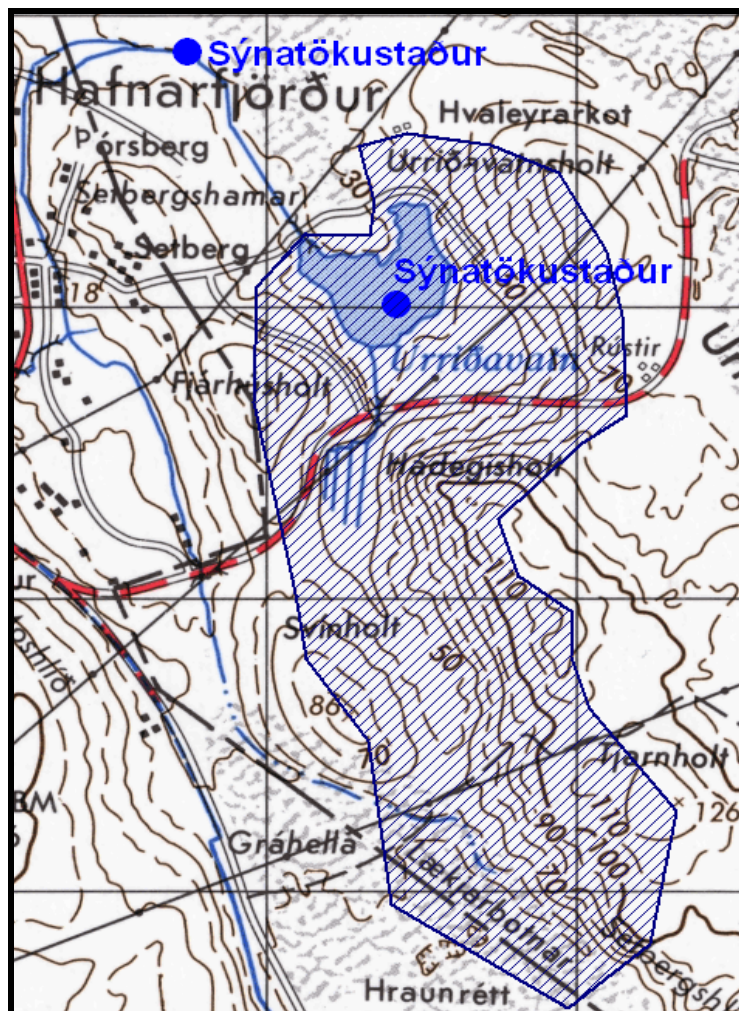 Sýnatökustaður
Hafnarfjörður
Hvaleyrarkot
Þórsberg
Urriðavatnsholt
30
Setbergshamar
Setberg
Sýnatökustaður
18
Urriðavatn
Rústir
70
Fjárhúsholt
Hádegisholt
110
Svínholt
50
86
70
Tjarnholt
BM
126
110
90
100
Gráhella
Lækjarbotnar
70
Hraunrétt